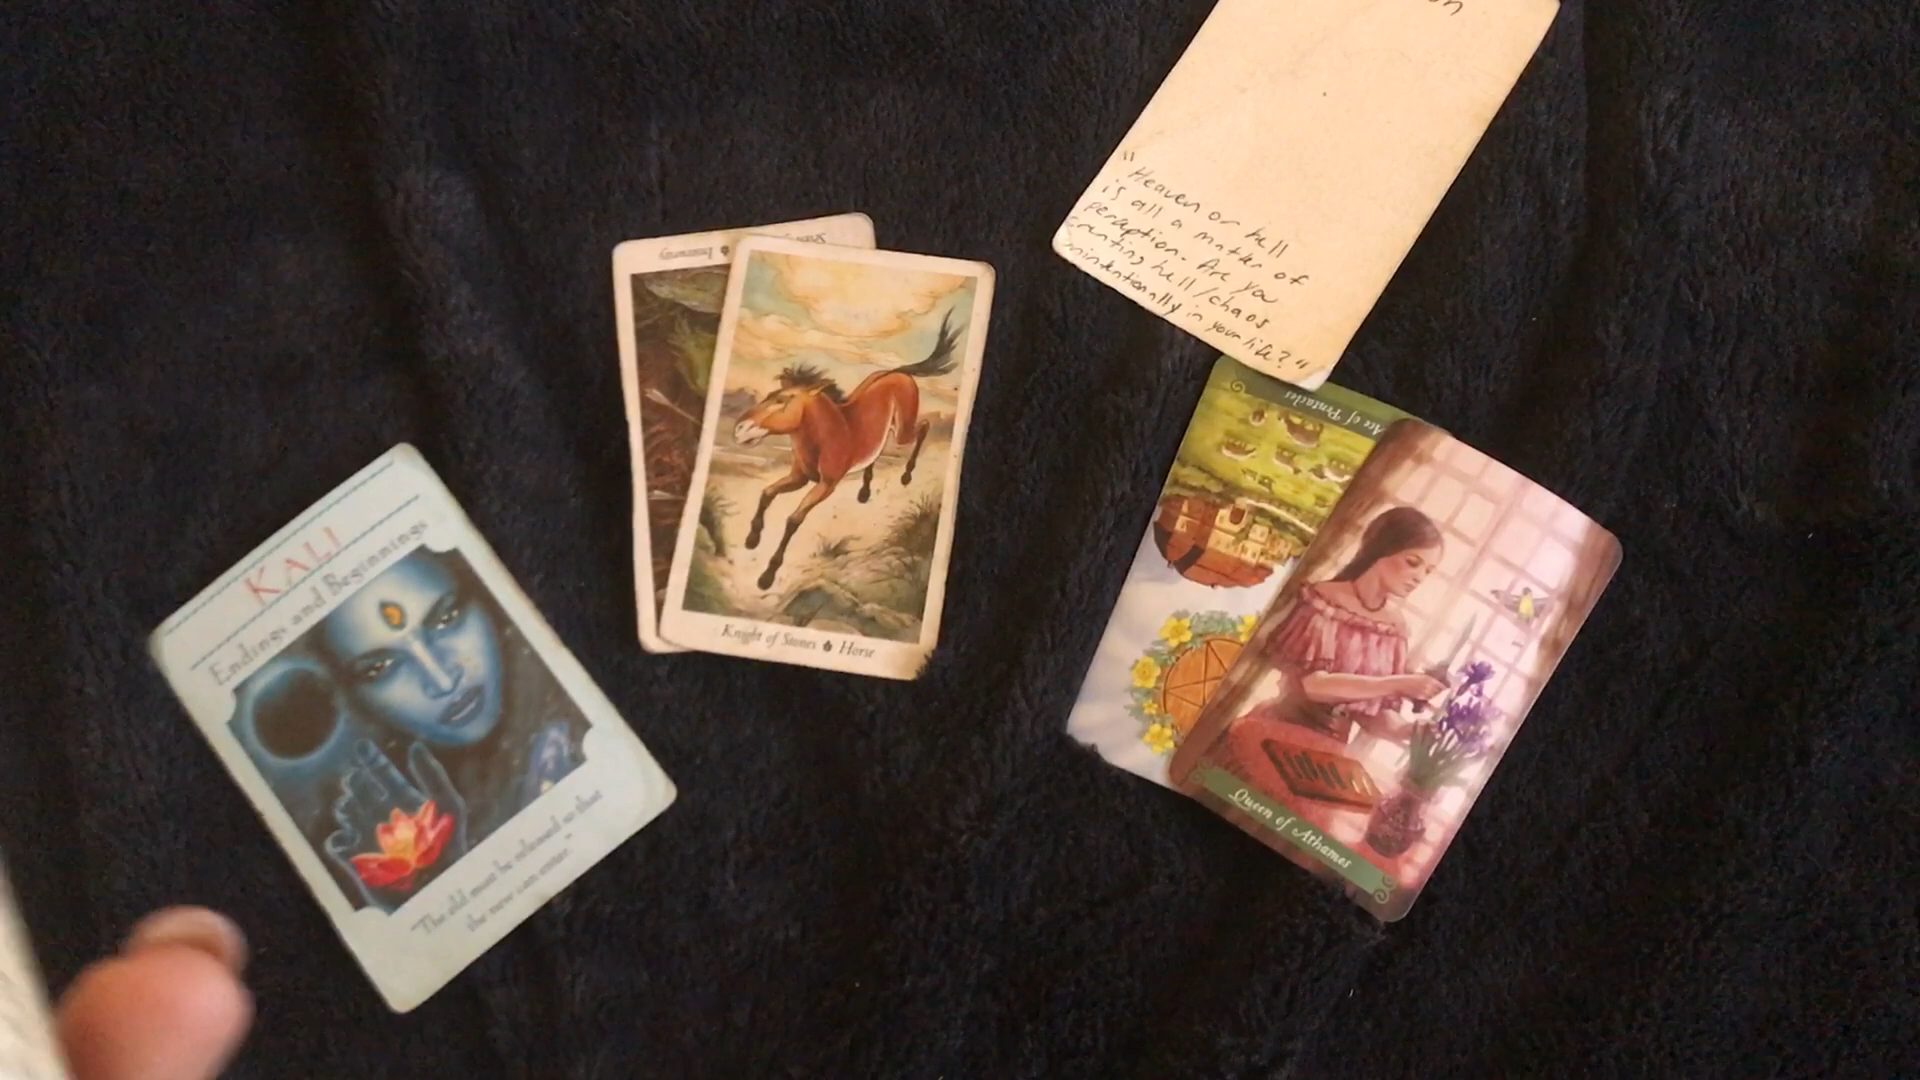 KALI
Endings and Beginnings
"The old must be released so that
the new can enter."
Knight of Stones Horse
"Heaven or hell
is all a matter of
perception. Are you
creating hell/chaos
unintentionally in your life?"
Ace of Pentacles
Queen of Athames